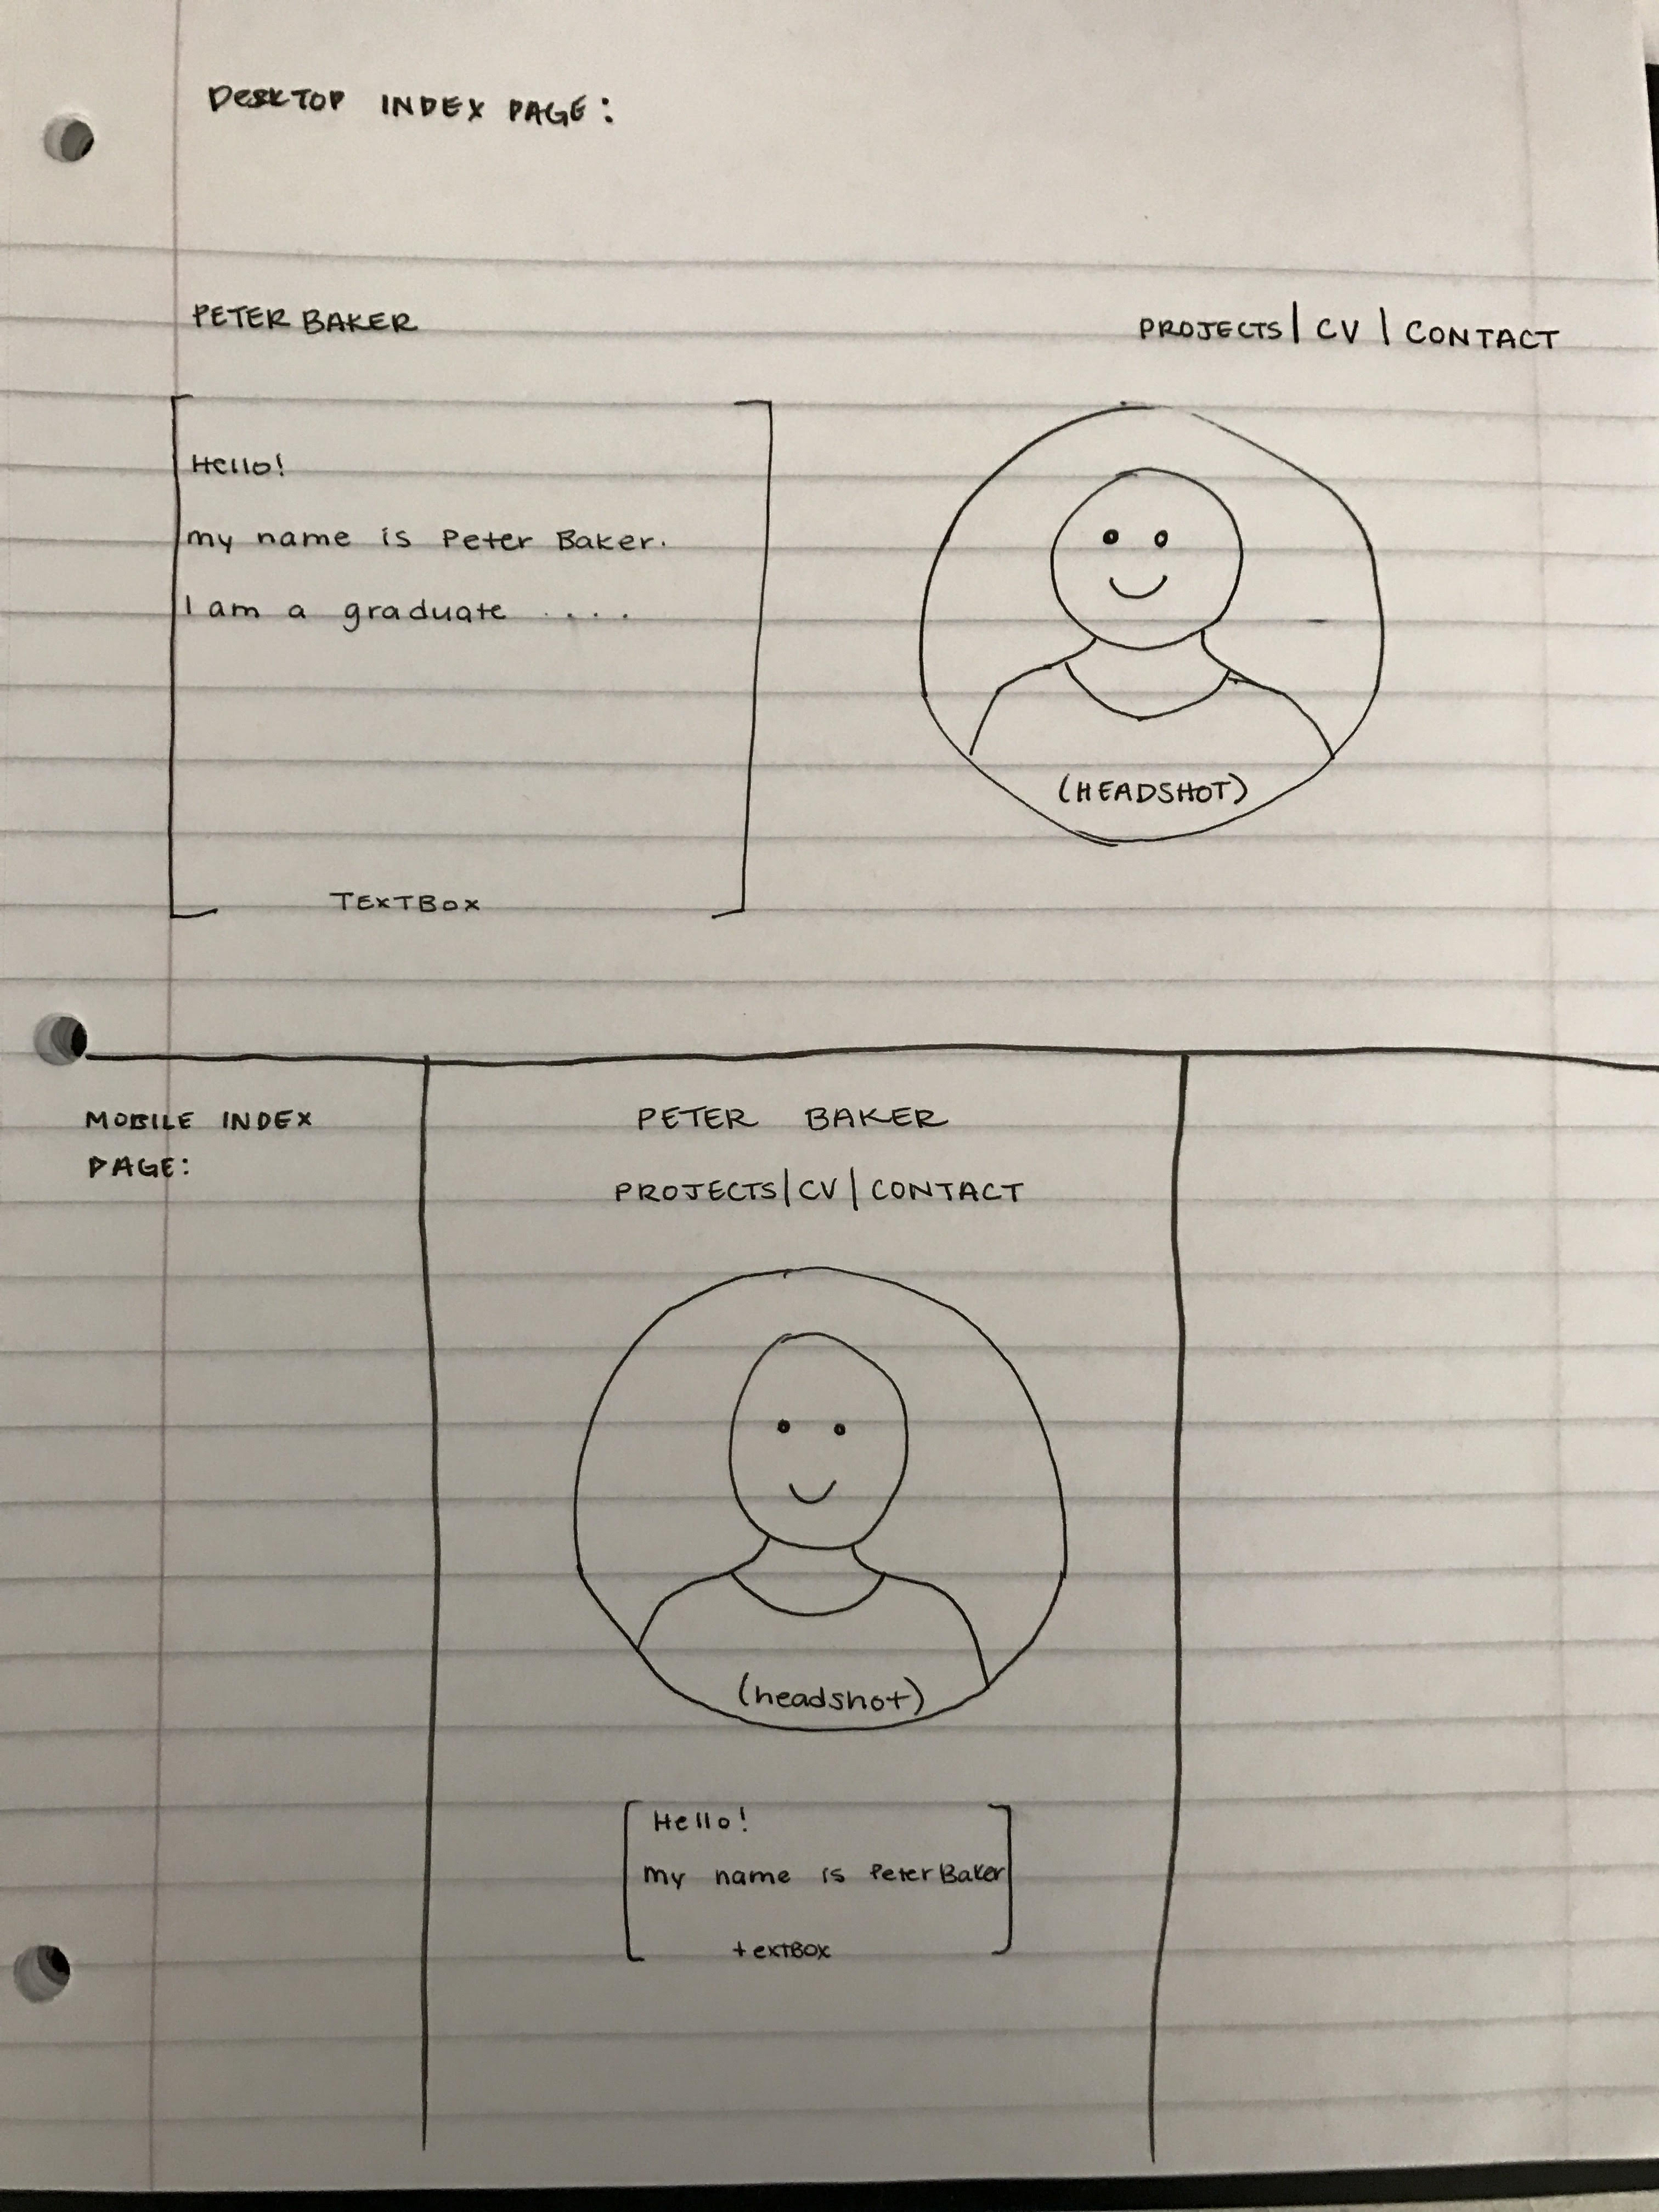 DESKTOP INDEX PAGE:
PETER BAKER
PROJECTS | CV | CONTACT
Hello!
my name is Peter Baker.
I am a graduate ....
TEXTBOX
(HEADSHOT)
MOBILE INDEX
PAGE:
PETER BAKER
PROJECTS | CV | CONTACT
(headshot)
Hello!
my name is Peter Baker
textBox